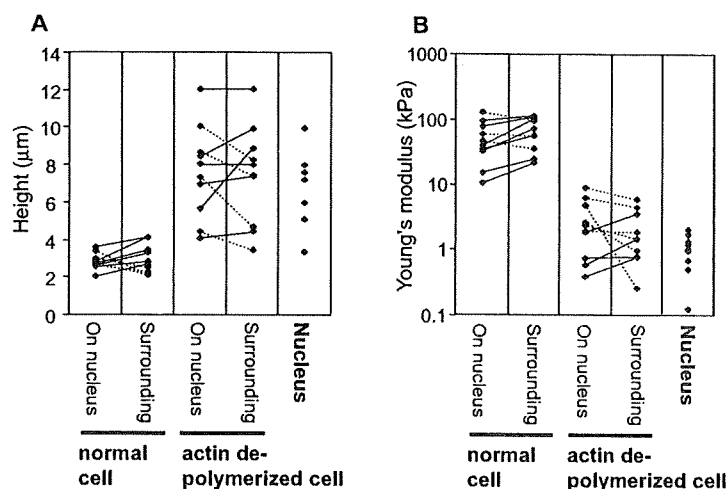 A
Height (μm)
14
12
10
8
6
4
2
0
On nucleus
Surrounding
On nucleus
Surrounding
Nucleus
normal
cell
actin de-
polymerized cell
B
Young's modulus (kPa)
1000
100
10
1
0.1
On nucleus
Surrounding
On nucleus
Surrounding
Nucleus
normal
cell
actin de-
polymerized cell